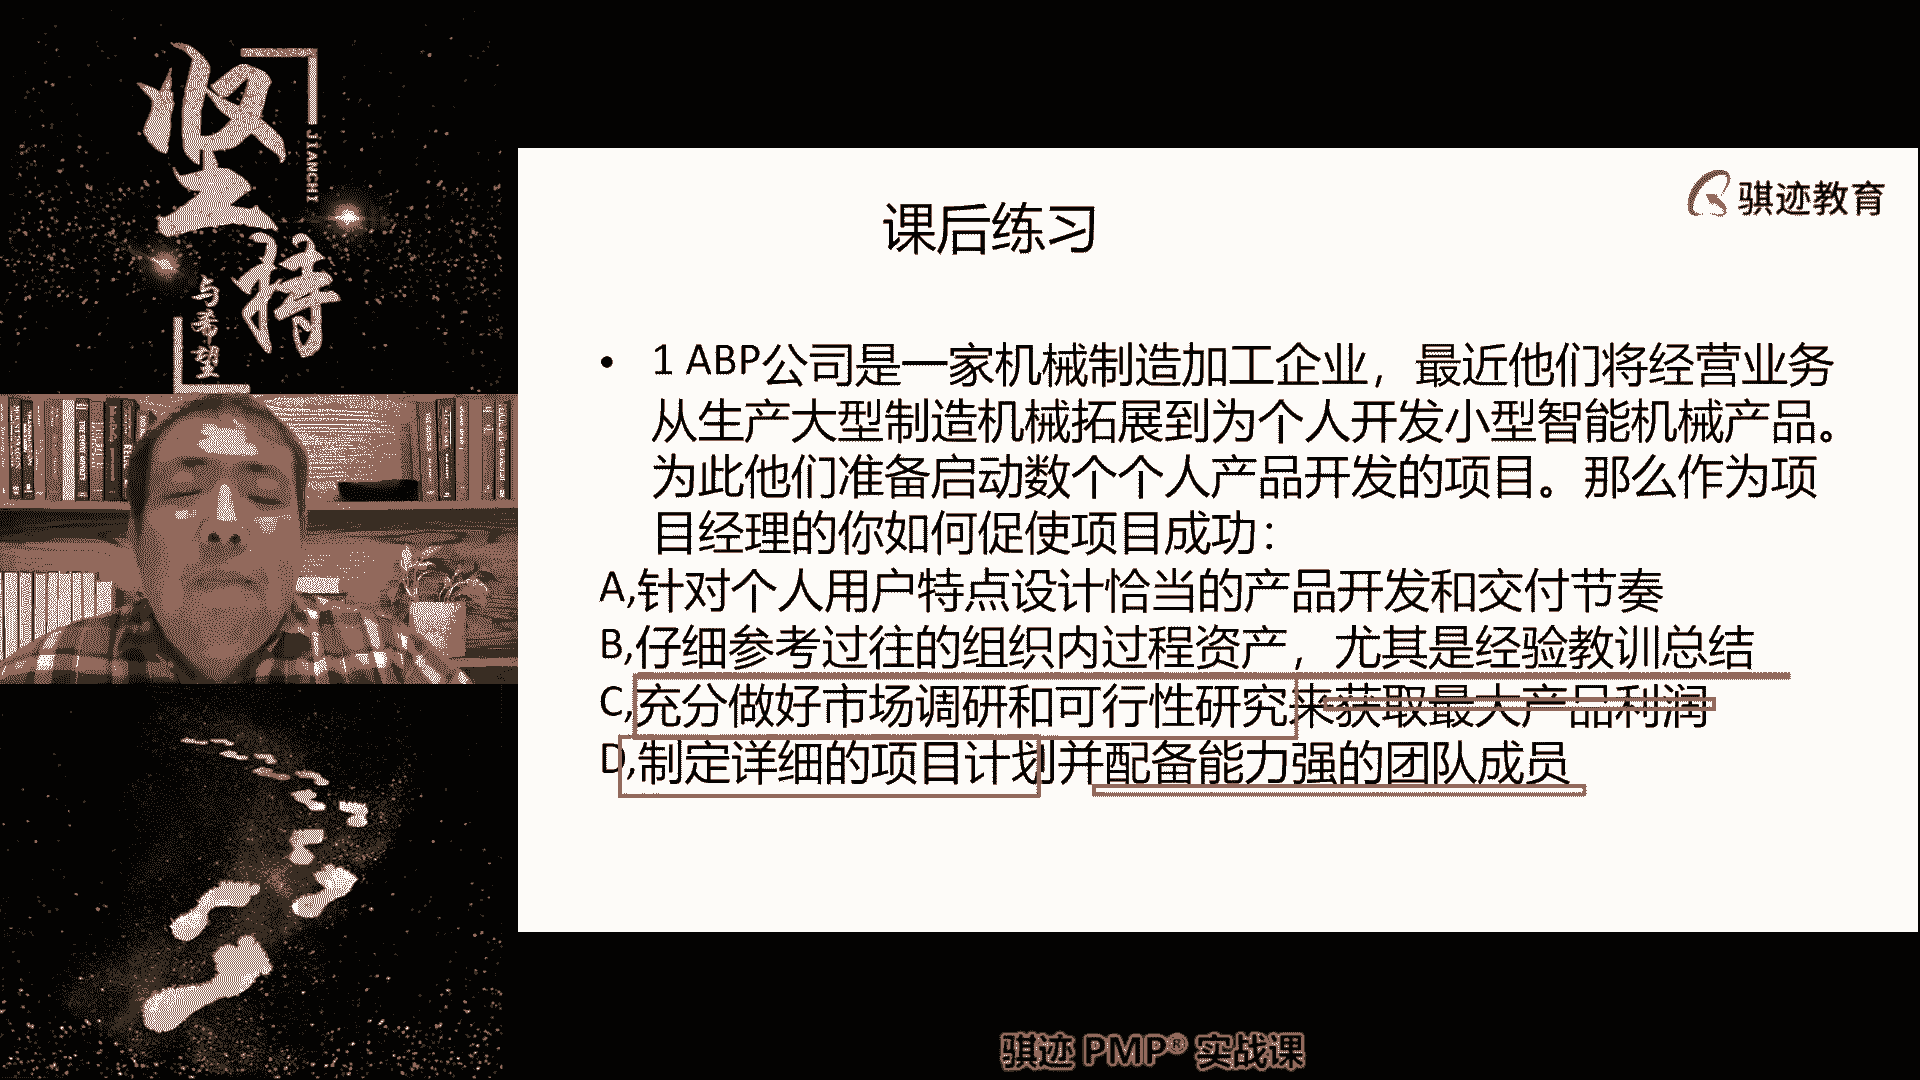 坚持
JIANCHI
与希望
骐迹教育
课后练习
• 1 ABP公司是一家机械制造加工企业，最近他们将经营业务
从生产大型制造机械拓展到为个人开发小型智能机械产品。
为此他们准备启动数个个人产品开发的项目。那么作为项
目经理的你如何促使项目成功：
A,针对个人用户特点设计恰当的产品开发和交付节奏
B,仔细参考过往的组织内过程资产，尤其是经验教训总结
C,充分做好市场调研和可行性研究来获取最大产品利润
D,制定详细的项目计划并配备能力强的团队成员
骐迹 PMP® 实战课